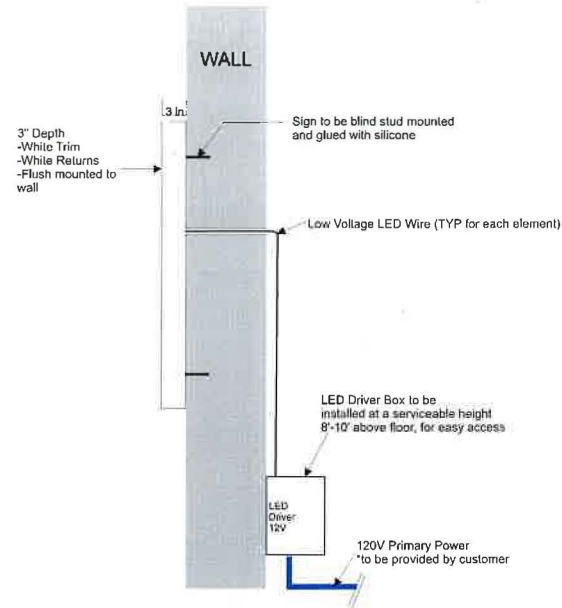 WALL
3 In.
3" Depth
-White Trim
-White Returns
-Flush mounted to
wall
Sign to be blind stud mounted
and glued with silicone
Low Voltage LED Wire (TYP for each element)
LED Driver Box to be
installed at a serviceable height
8'-10' above floor, for easy access
LED
Driver
12V
120V Primary Power
*to be provided by customer